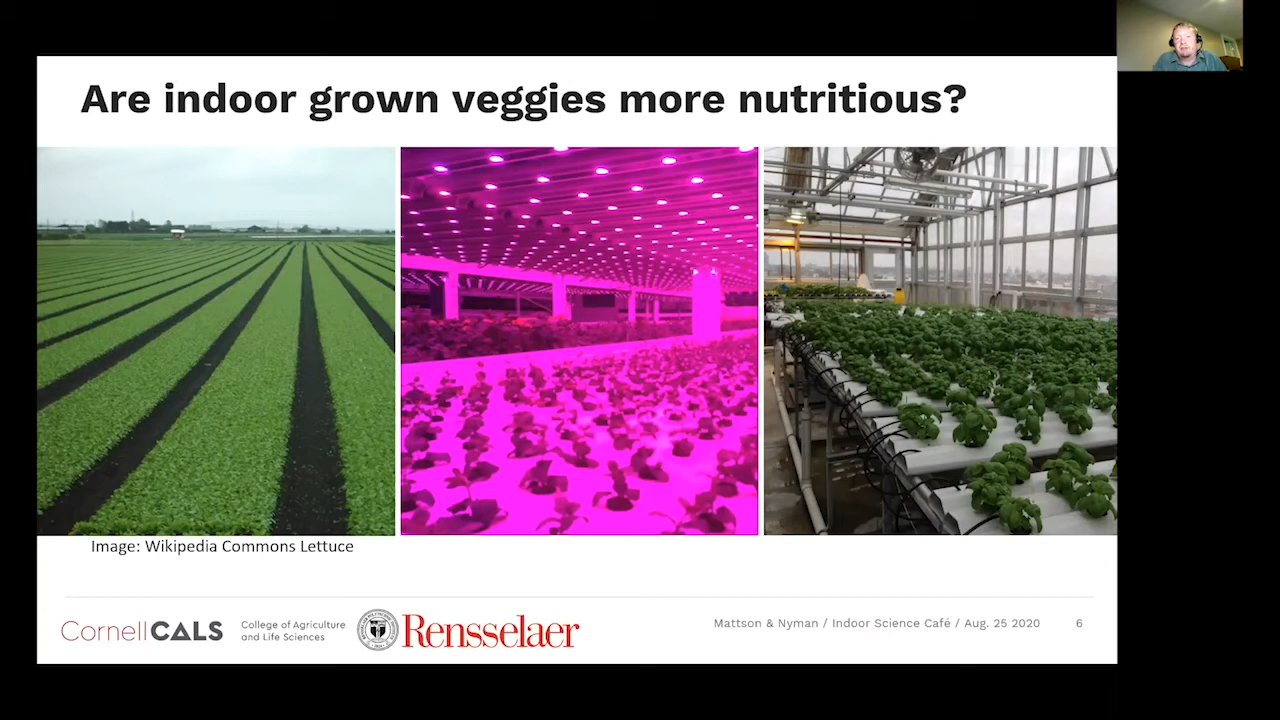 Are indoor grown veggies more nutritious?
Image: Wikipedia Commons Lettuce
CornellCALS
College of Agriculture
and Life Sciences
Rensselaer
Mattson & Nyman / Indoor Science Café / Aug. 25 2020
6